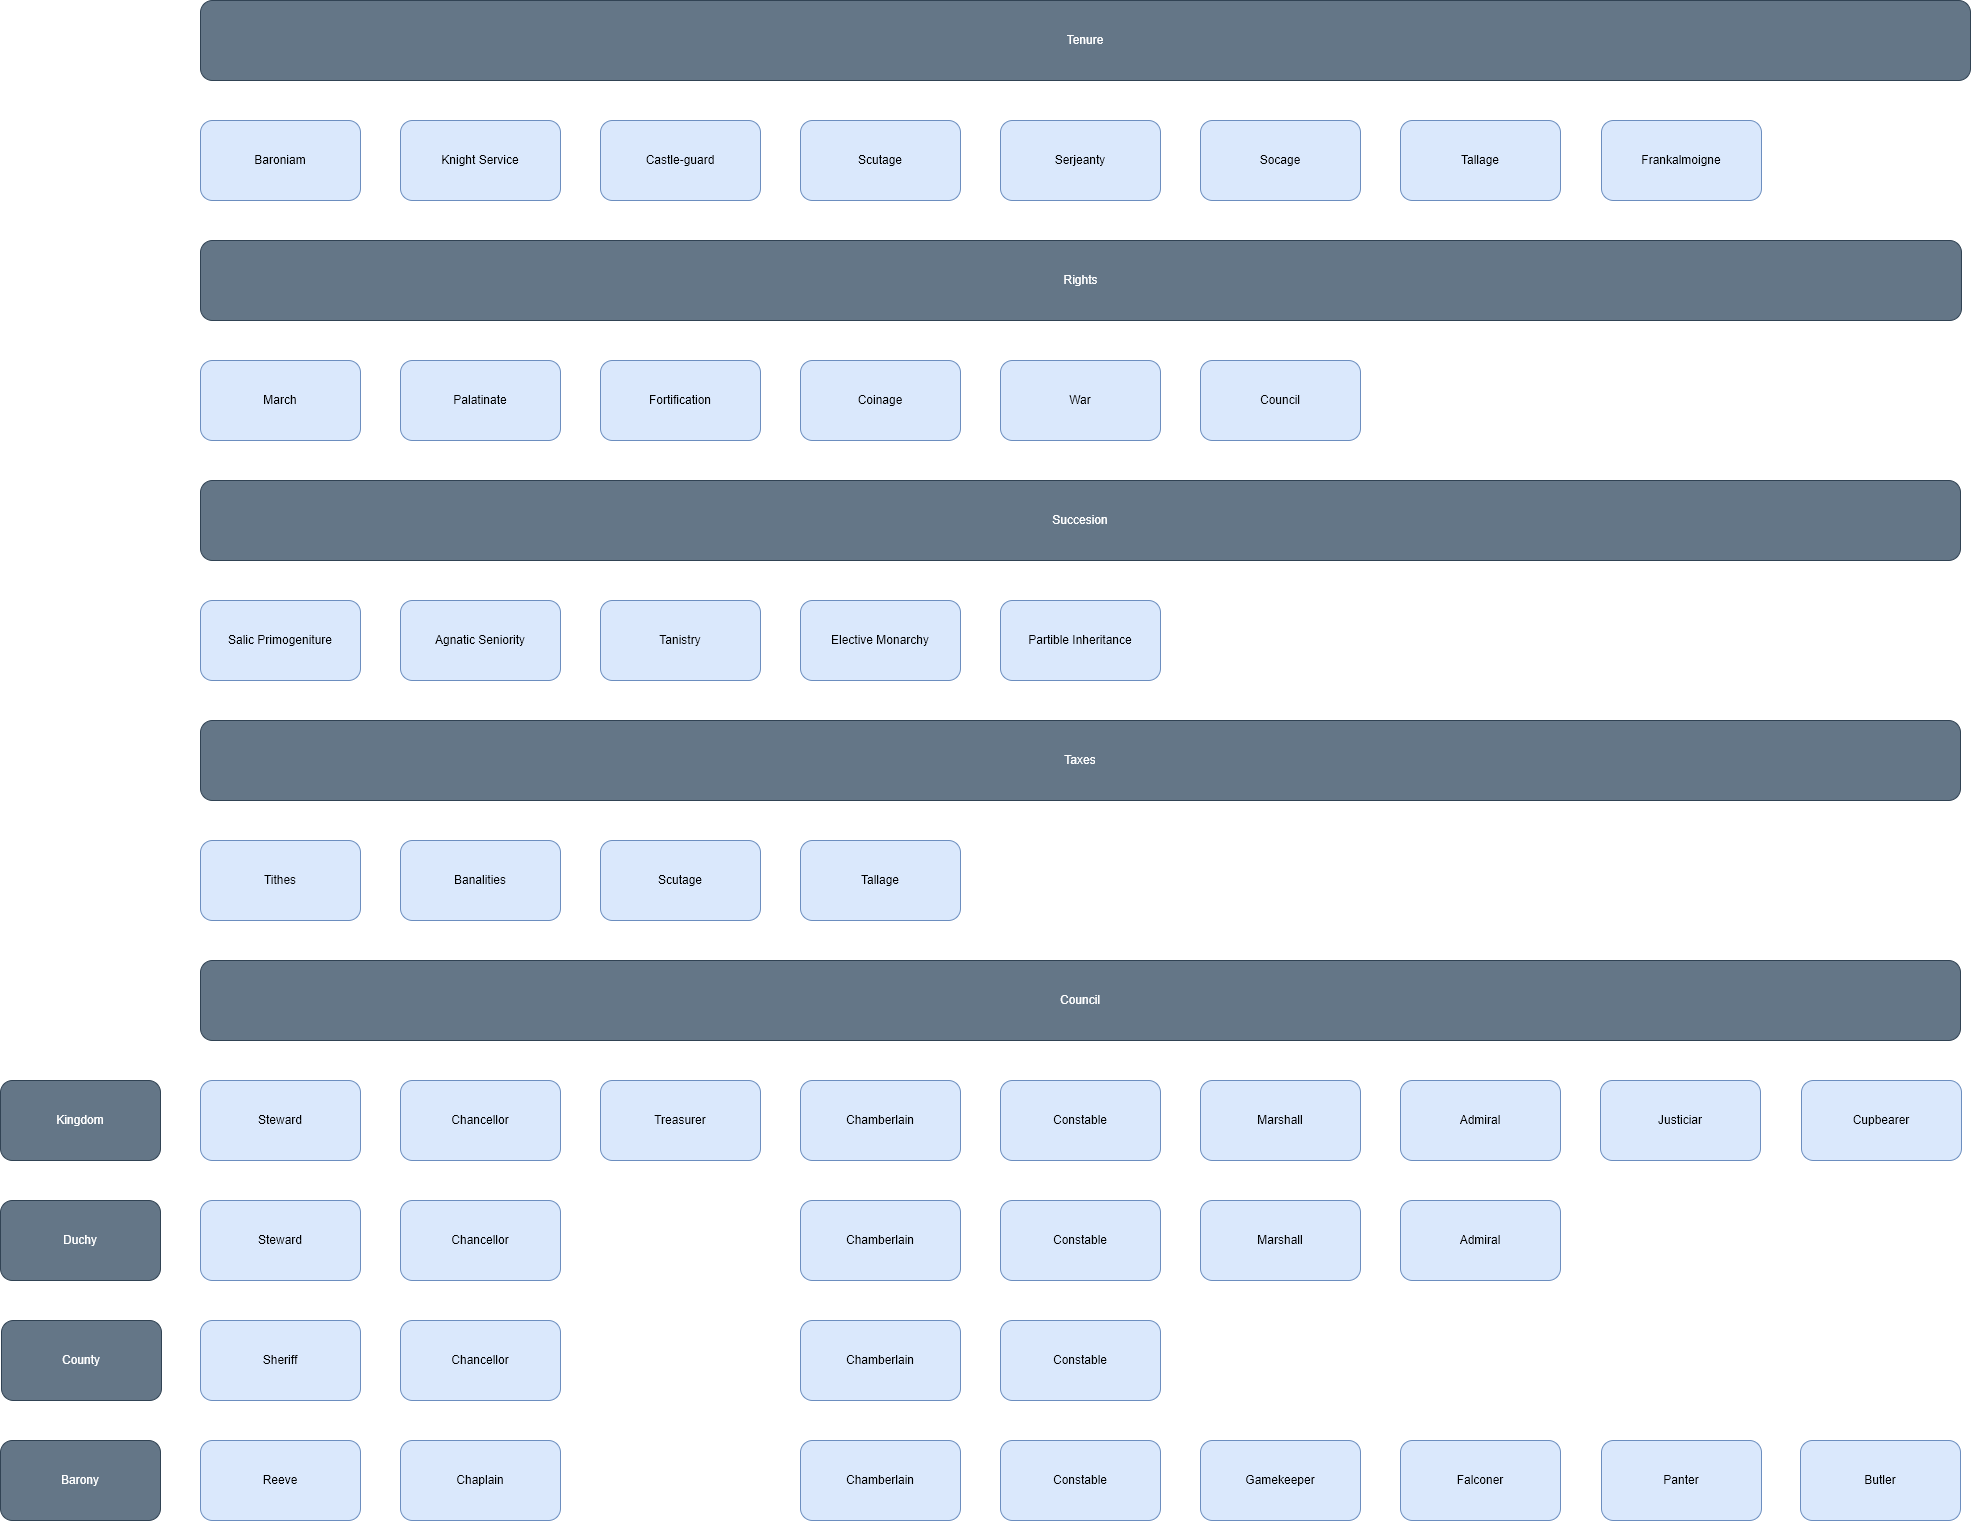 Tenure
Baroniam
Knight Service
Castle-guard
Scutage
Serjeanty
Socage
Tallage
Frankalmoigne
Rights
March
Palatinate
Fortification
Coinage
War
Council
Succesion
Salic Primogeniture
Agnatic Seniority
Tanistry
Elective Monarchy
Partible Inheritance
Taxes
Tithes
Banalities
Scutage
Tallage
Council
Kingdom
Steward
Chancellor
Treasurer
Chamberlain
Constable
Marshall
Admiral
Justiciar
Cupbearer
Duchy
Steward
Chancellor
Chamberlain
Constable
Marshall
Admiral
County
Sheriff
Chancellor
Chamberlain
Constable
Barony
Reeve
Chaplain
Chamberlain
Constable
Gamekeeper
Falconer
Panter
Butler